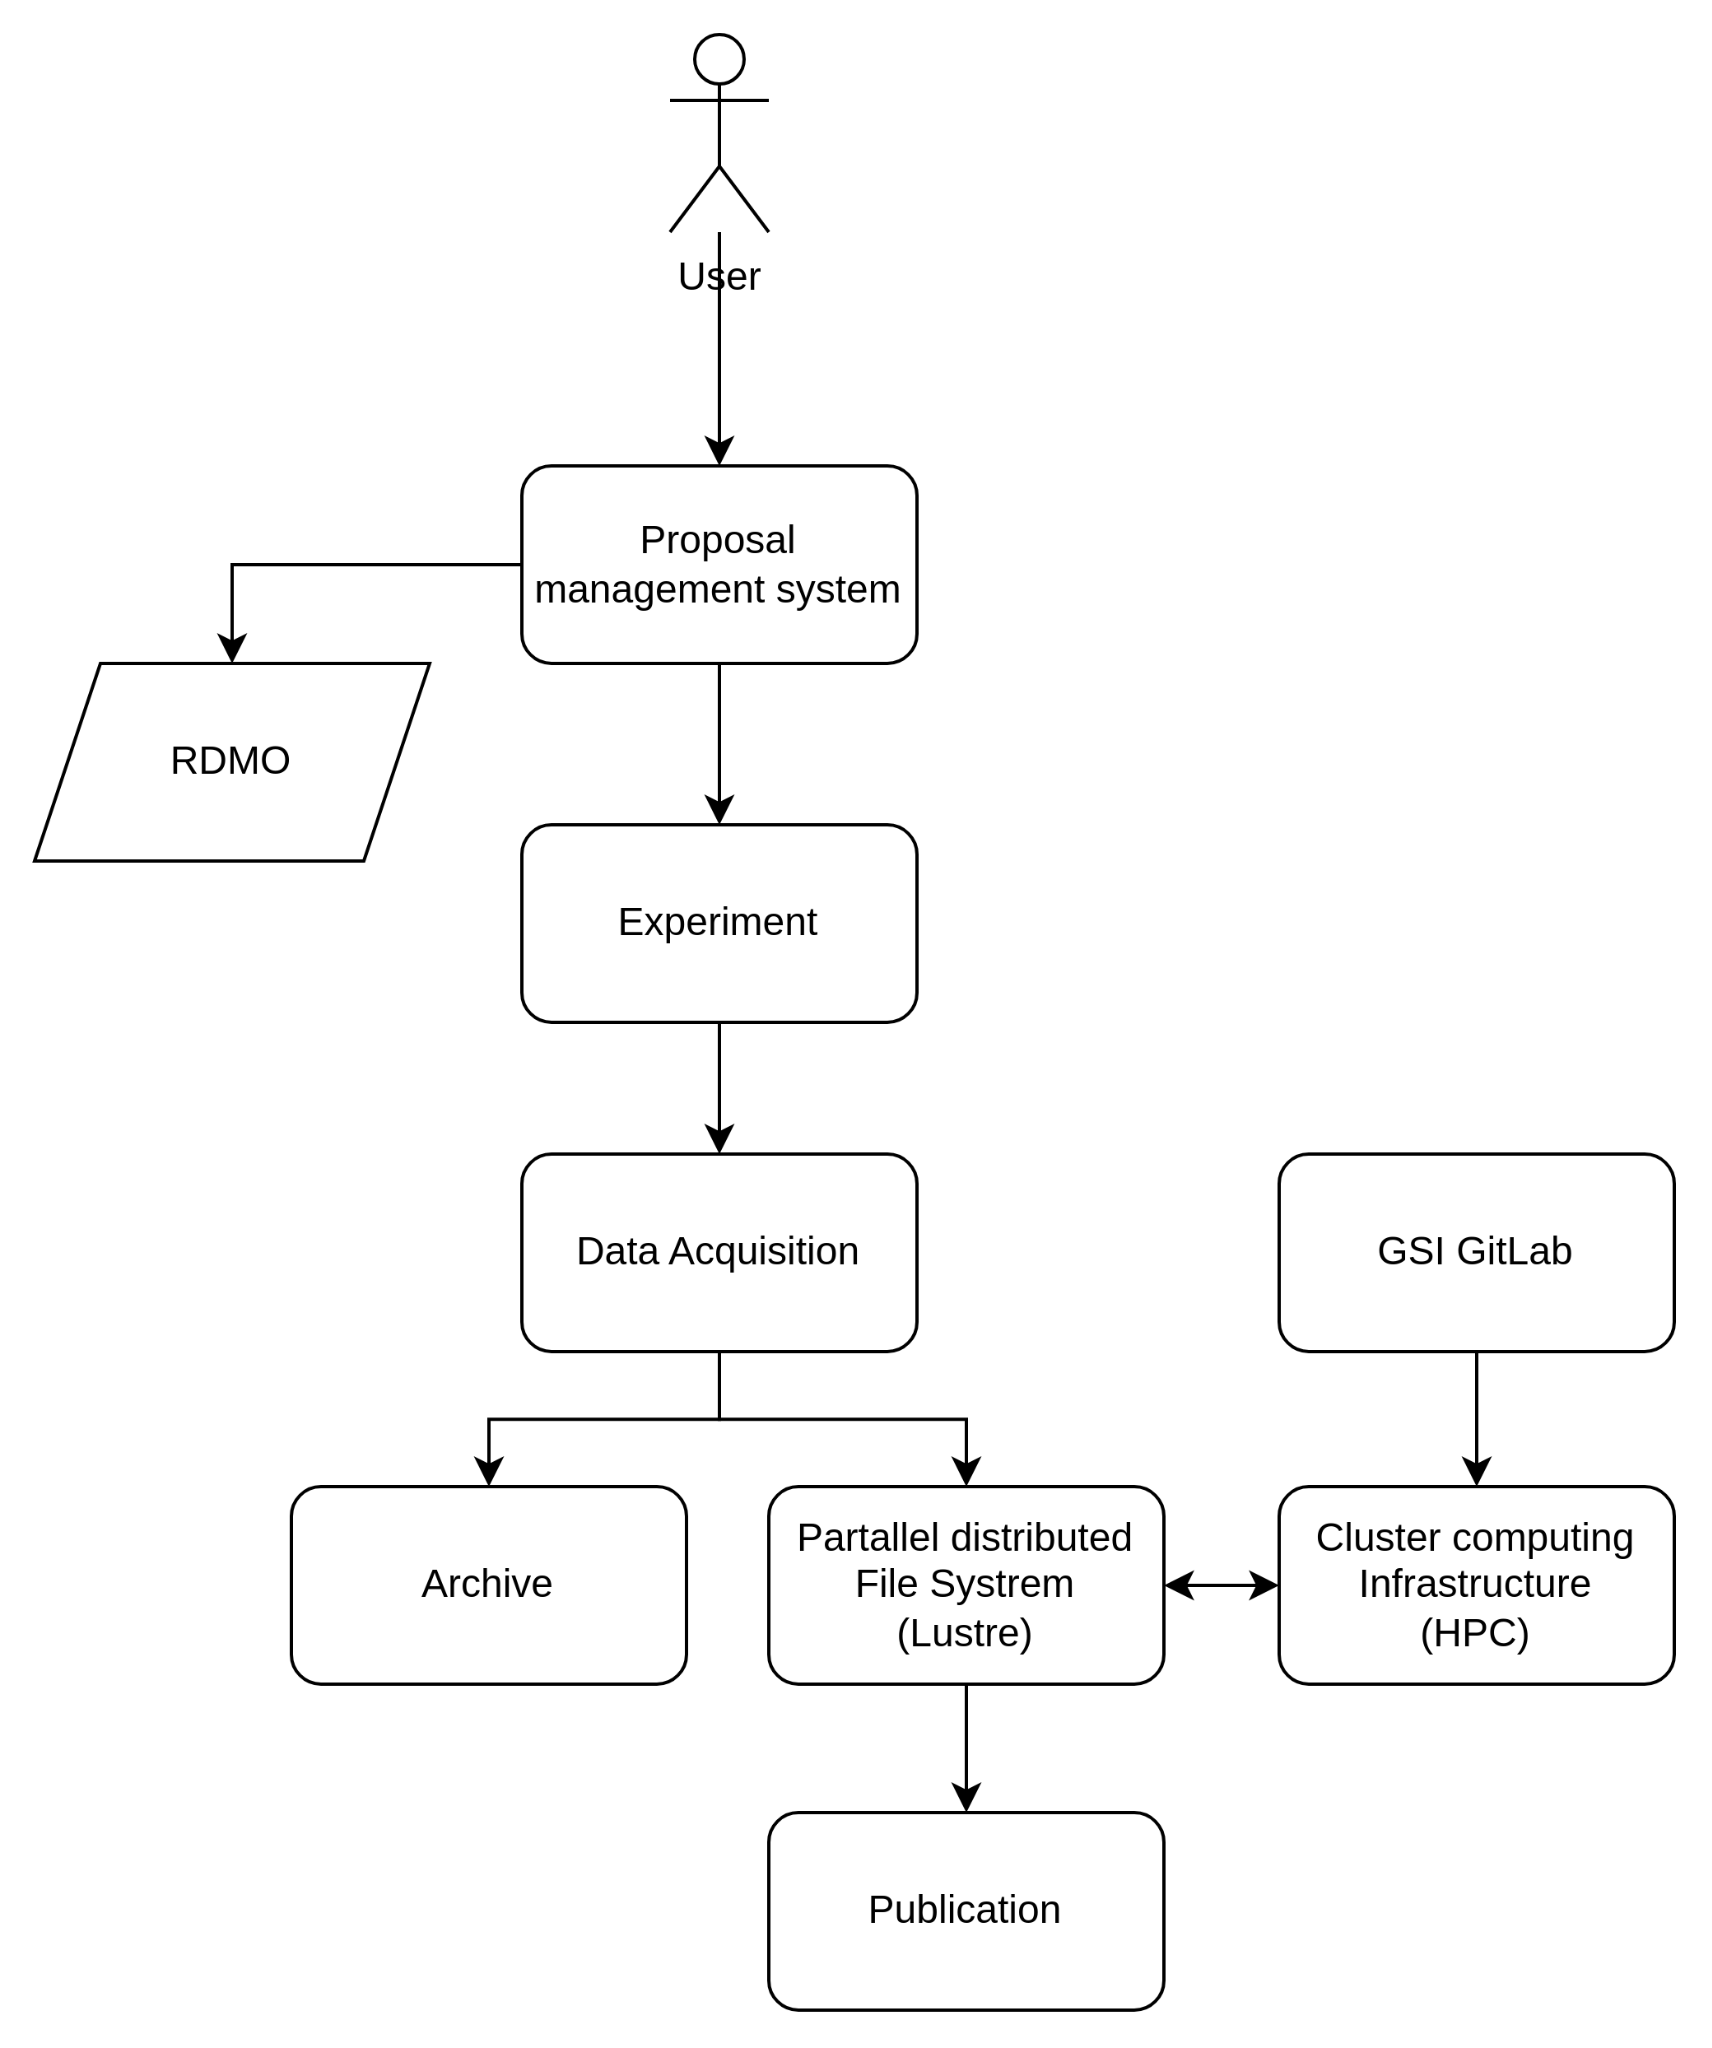 User
Proposal
management system
RDMO
Experiment
Data Acquisition
GSI GitLab
Archive
Partallel distributed
File Systrem
(Lustre)
Cluster computing
Infrastructure
(HPC)
Publication